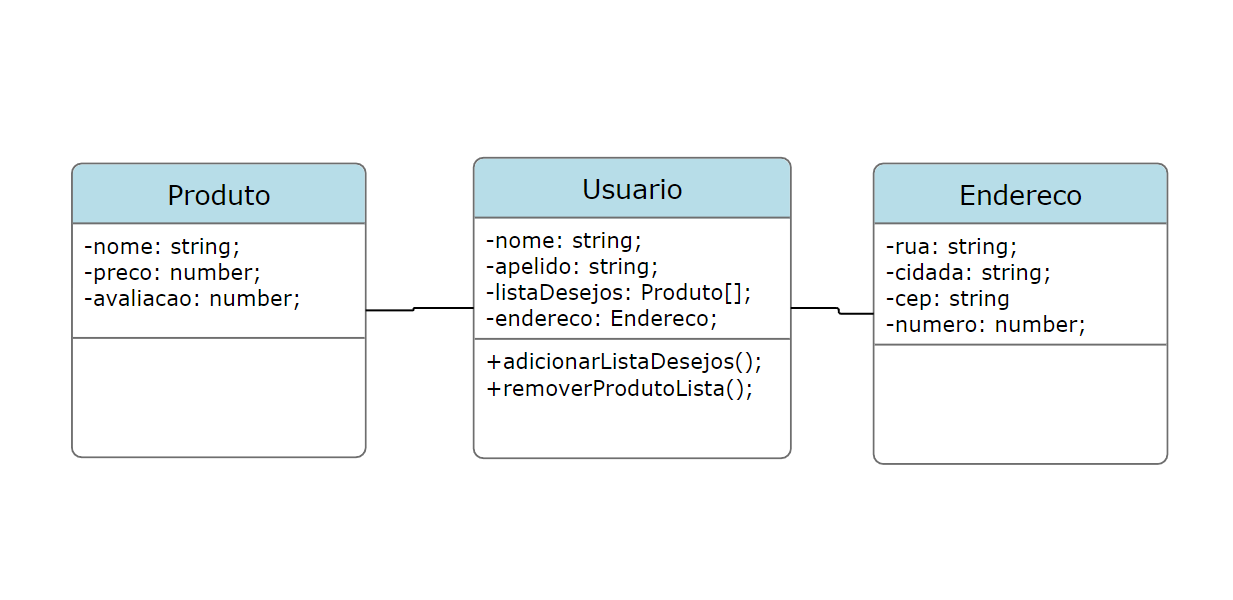 Produto
-nome: string;
-preco: number;
-avaliacao: number;
Usuario
-nome: string;
-apelido: string;
-listaDesejos: Produto[];
-endereco: Endereco;
+adicionarListaDesejos();
+removerProdutoLista();
Endereco
-rua: string;
-cidada: string;
-cep: string
-numero: number;